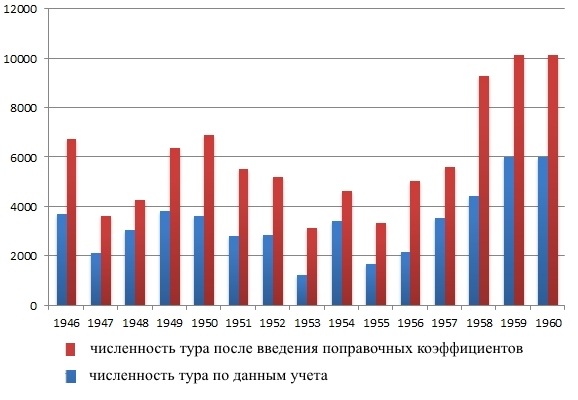 12000
10000
8000
6000
4000
2000
0
1946 1947 1948 1949 1950 1951 1952 1953 1954 1955 1956 1957 1958 1959 1960
численность тура после введения поправочных коэффициентов
численность тура по данным учета